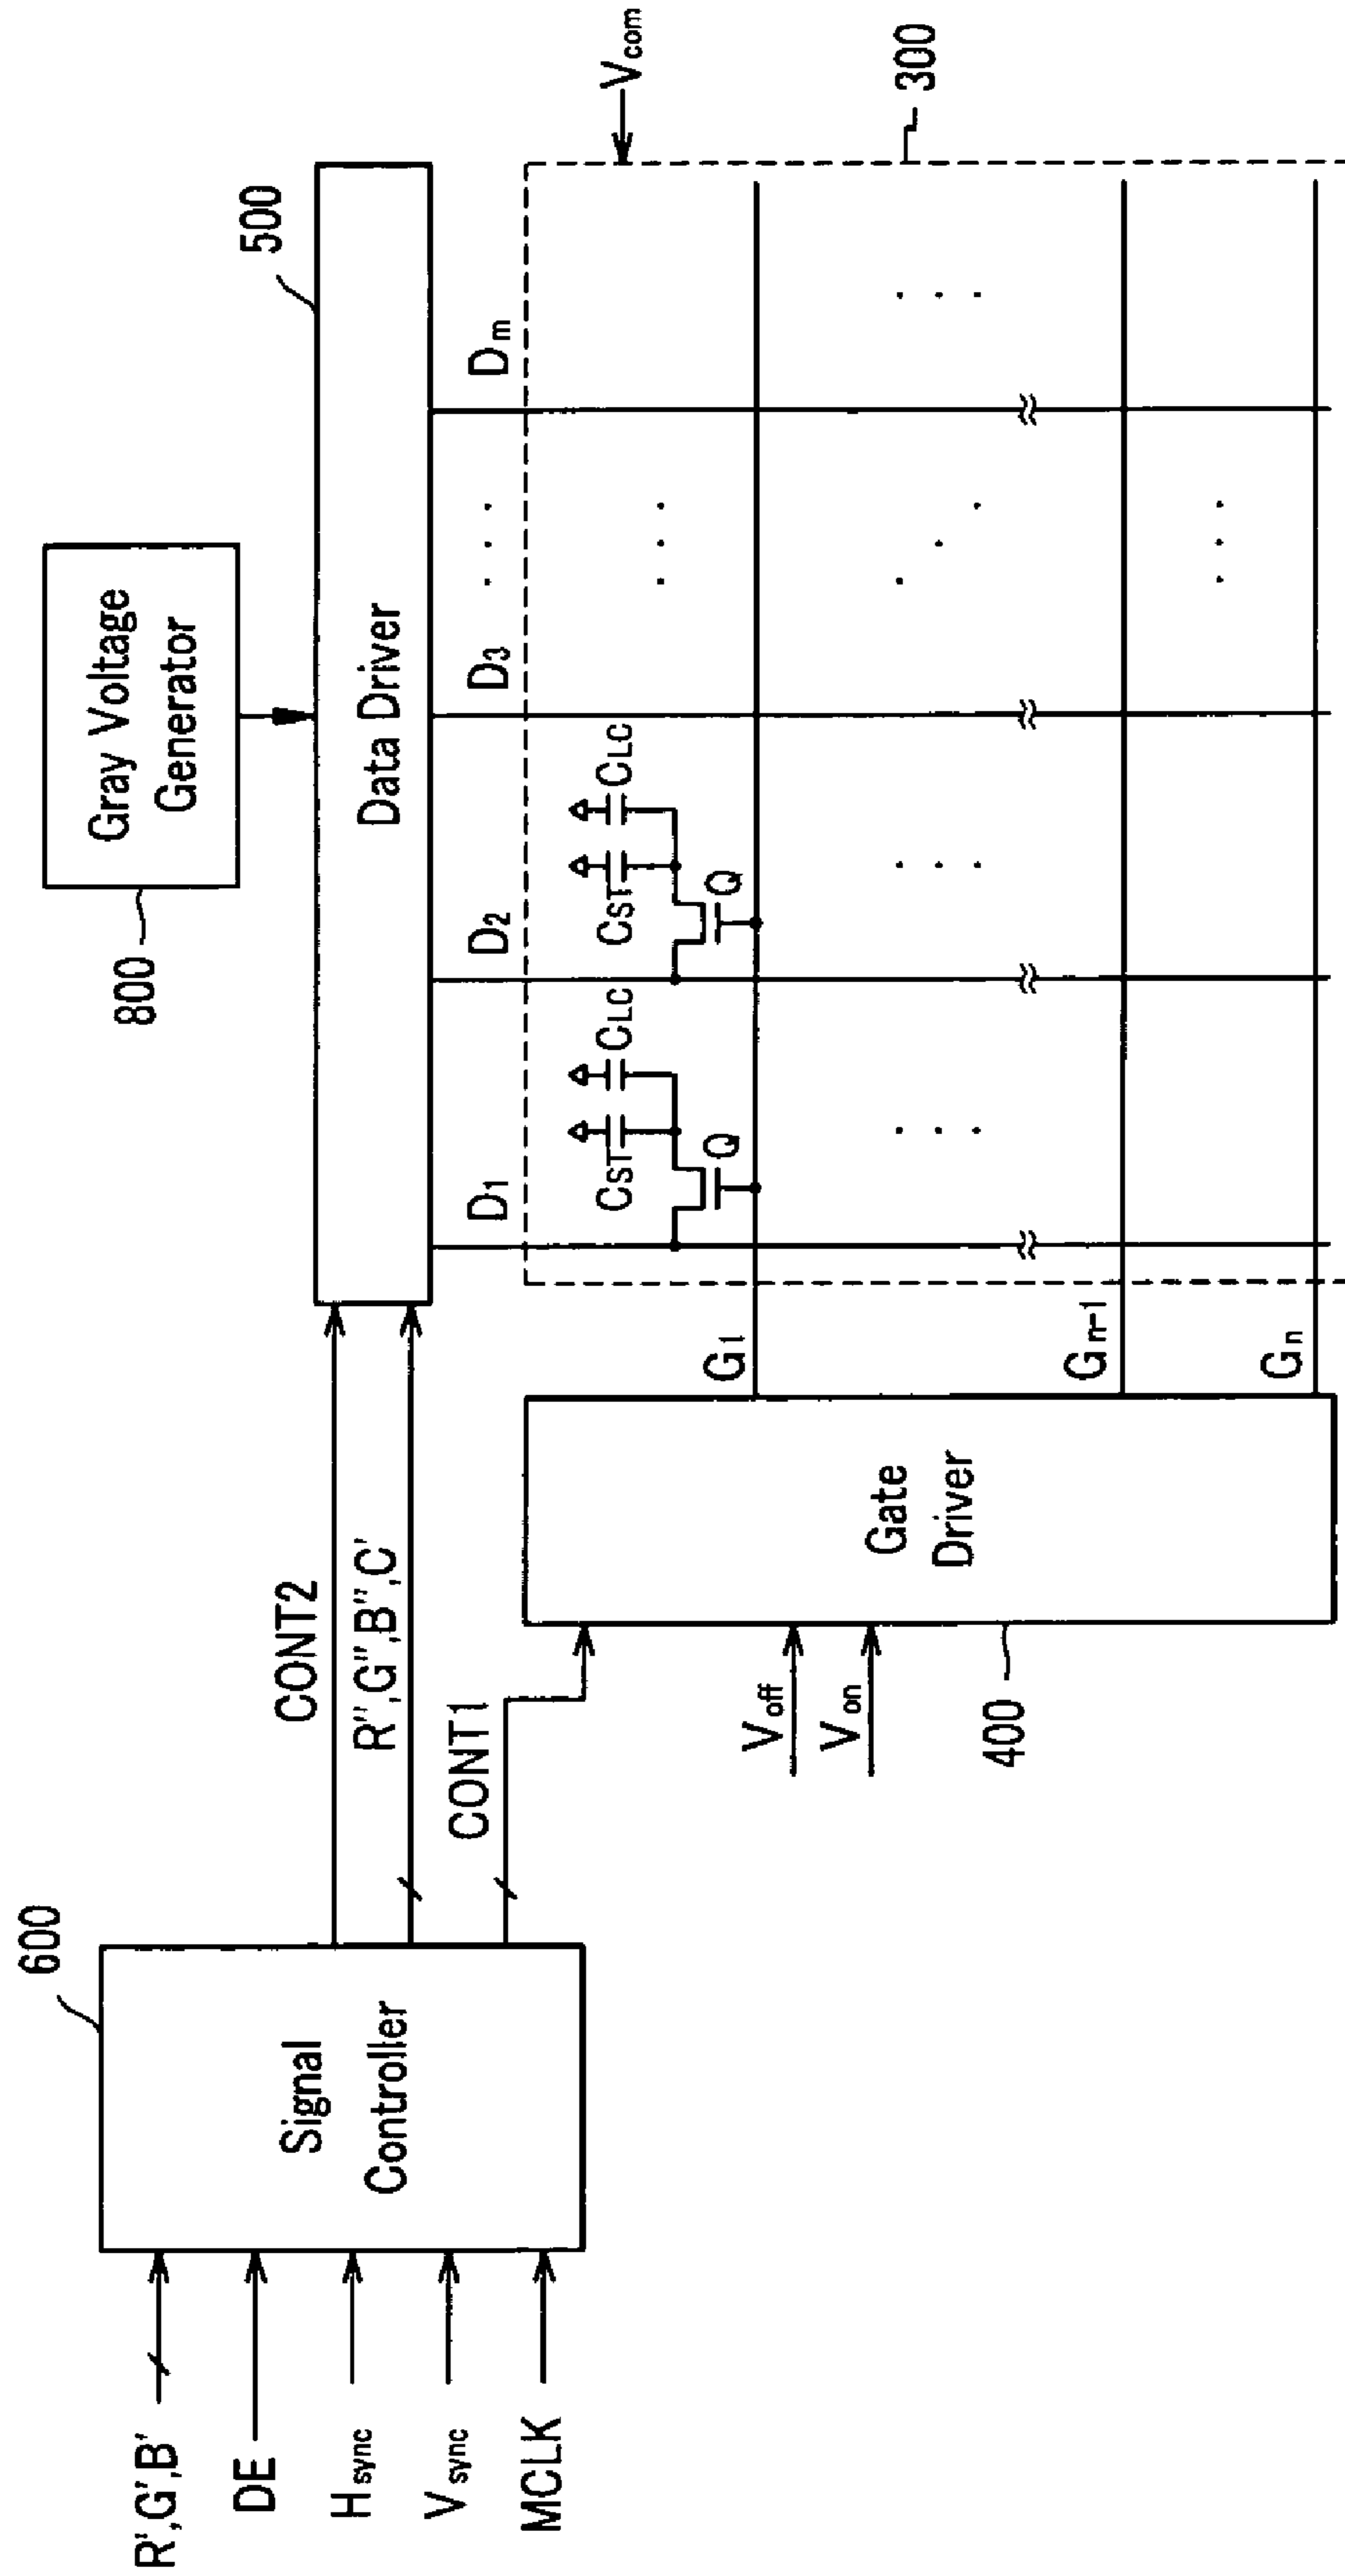 800
Gray Voltage
Generator
500
Data Driver
600
Signal
Controller
R',G',B'
DE
Hsync
Vsync
MCLK
CONT2
R'',G'',B'',C'
CONT1
Voff
Von
400
Gate
Driver
D1
D2
D3
. . .
Dm
CST
CLC
Q
CST
CLC
Q
Vcom
300
G1
Gn-1
Gn